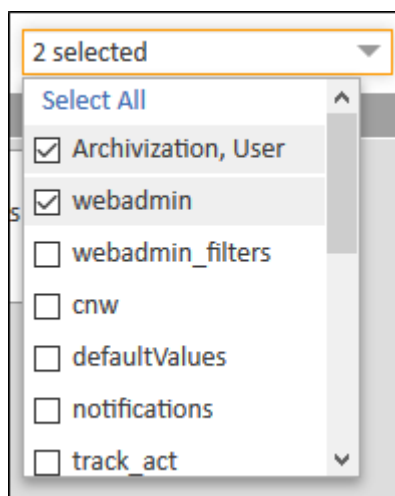 2 selected
Select All
Archivization, User
webadmin
webadmin_filters
cnw
defaultValues
notifications
track_act
s